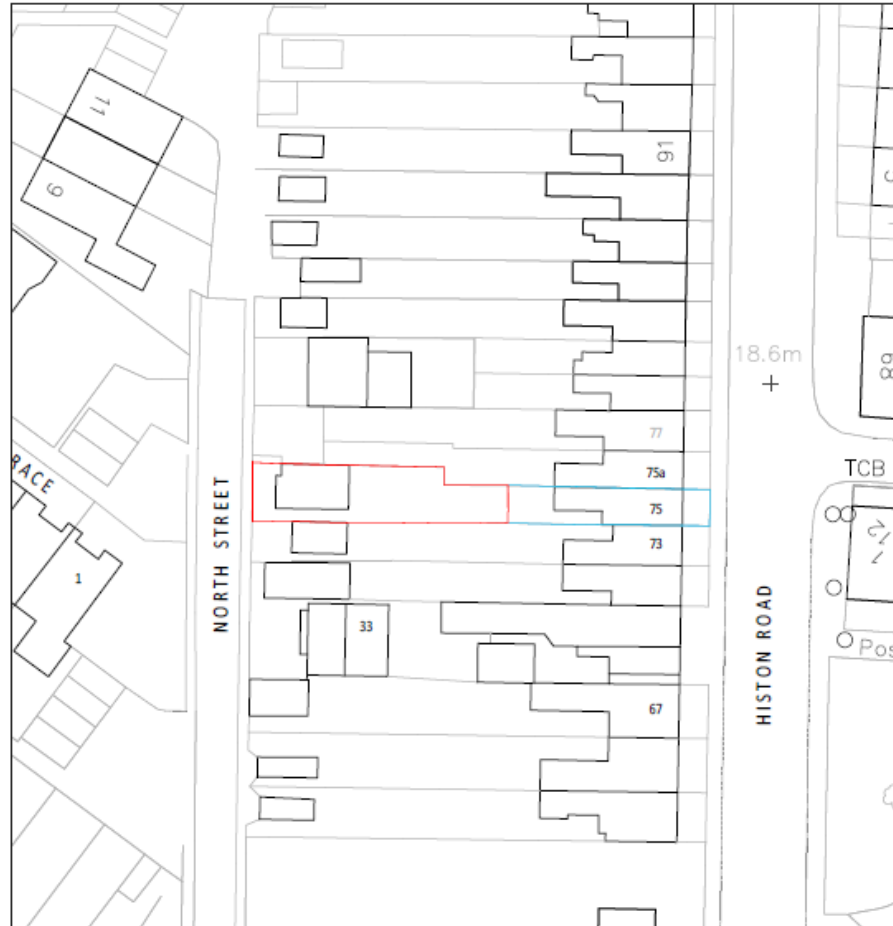 11
9
91
18.6m
77
RACE
75a
TCB
75
NORTH STREET
73
1
33
HISTON ROAD
Pos
67